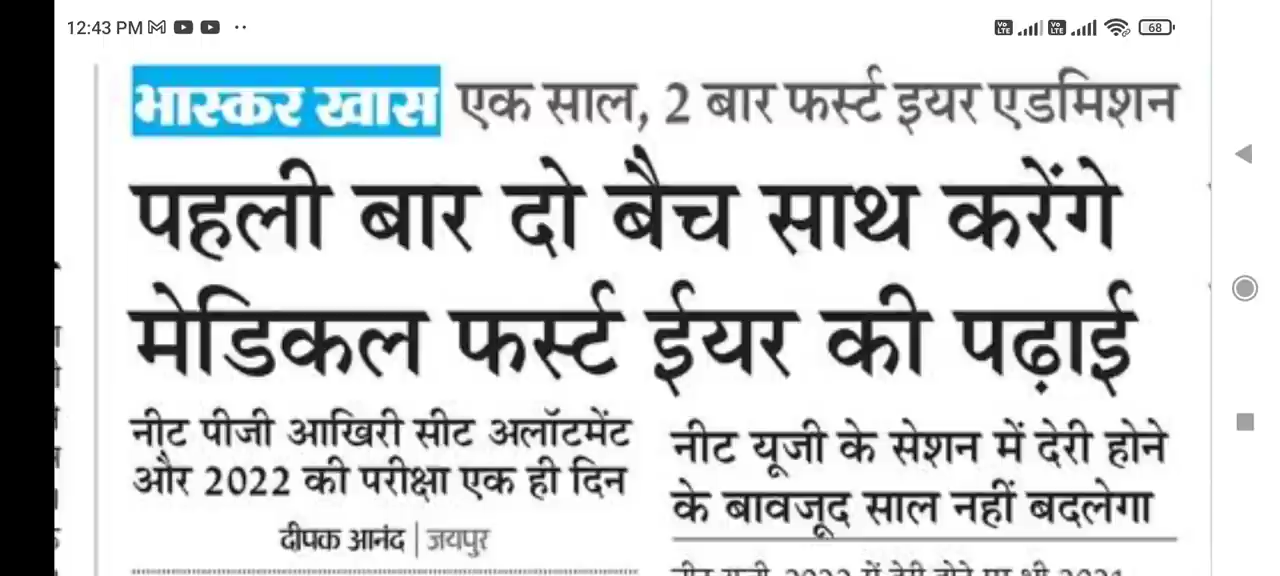 12:43 PM
68
भास्कर खास एक साल, 2 बार फर्स्ट इयर एडमिशन
पहली बार दो बैच साथ करेंगे
मेडिकल फर्स्ट ईयर की पढ़ाई
नीट पीजी आखिरी सीट अलॉटमेंट
और 2022 की परीक्षा एक ही दिन
दीपक आनंद | जयपुर
नीट यूजी के सेशन में देरी होने
के बावजूद साल नहीं बदलेगा